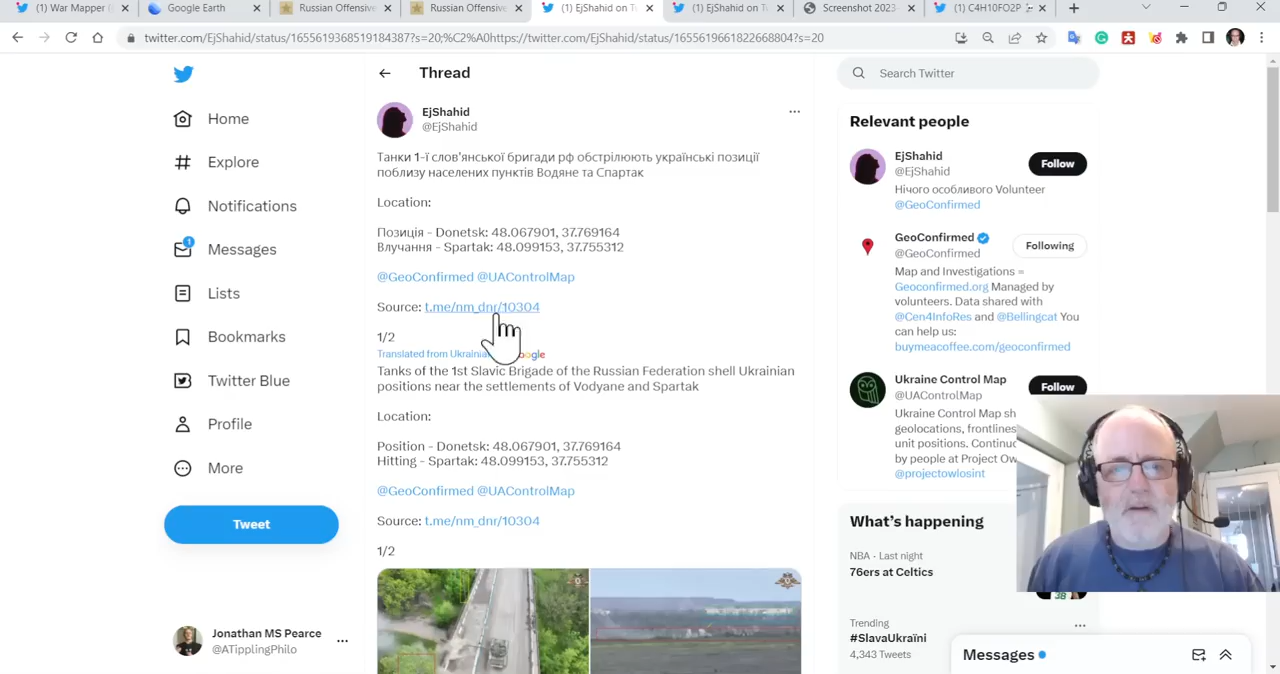 (1) War Mapper (
Google Earth
Russian Offensive
Russian Offensive
(1) EjShahid on T
(1) EjShahid on T
Screenshot 2023-
(1) C4H10FO2P
twitter.com/EjShahid/status/1655619368519184387?s=20;%C2%A0https://twitter.com/EjShahid/status/1655619661822668804?s=20
Home
Explore
Notifications
1
Messages
Lists
Bookmarks
Twitter Blue
Profile
More
Tweet
Jonathan MS Pearce
@ATipplingPhilo
Thread
EjShahid
@EjShahid
Танки 1-ї слов'янської бригади рф обстрілюють українські позиції
поблизу населених пунктів Водяне та Спартак
Location:
Позиція - Donetsk: 48.067901, 37.769164
Влучання - Spartak: 48.099153, 37.755312
@GeoConfirmed @UAControlMap
Source: t.me/nm_dnr/10304
1/2
Translated from Ukrainian
Tanks of the 1st Slavic Brigade of the Russian Federation shell Ukrainian
positions near the settlements of Vodyane and Spartak
Location:
Position - Donetsk: 48.067901, 37.769164
Hitting - Spartak: 48.099153, 37.755312
@GeoConfirmed @UAControlMap
Source: t.me/nm_dnr/10304
1/2
Search Twitter
Relevant people
EjShahid
@EjShahid
Follow
Нічого особливого Volunteer
@GeoConfirmed
GeoConfirmed
@GeoConfirmed
Following
Map and Investigations =
Geoconfirmed.org Managed by
volunteers. Data shared with
@Cen4InfoRes and @Bellingcat You
can help us:
buymeacoffee.com/geoconfirmed
Ukraine Control Map
@UAControlMap
Follow
Ukraine Control Map sh
geolocations, frontlines
unit positions. Continuo
by people at Project Ow
@projectowlosint
What's happening
NBA · Last night
76ers at Celtics
Trending
#SlavaUkraïni
4,343 Tweets
Messages